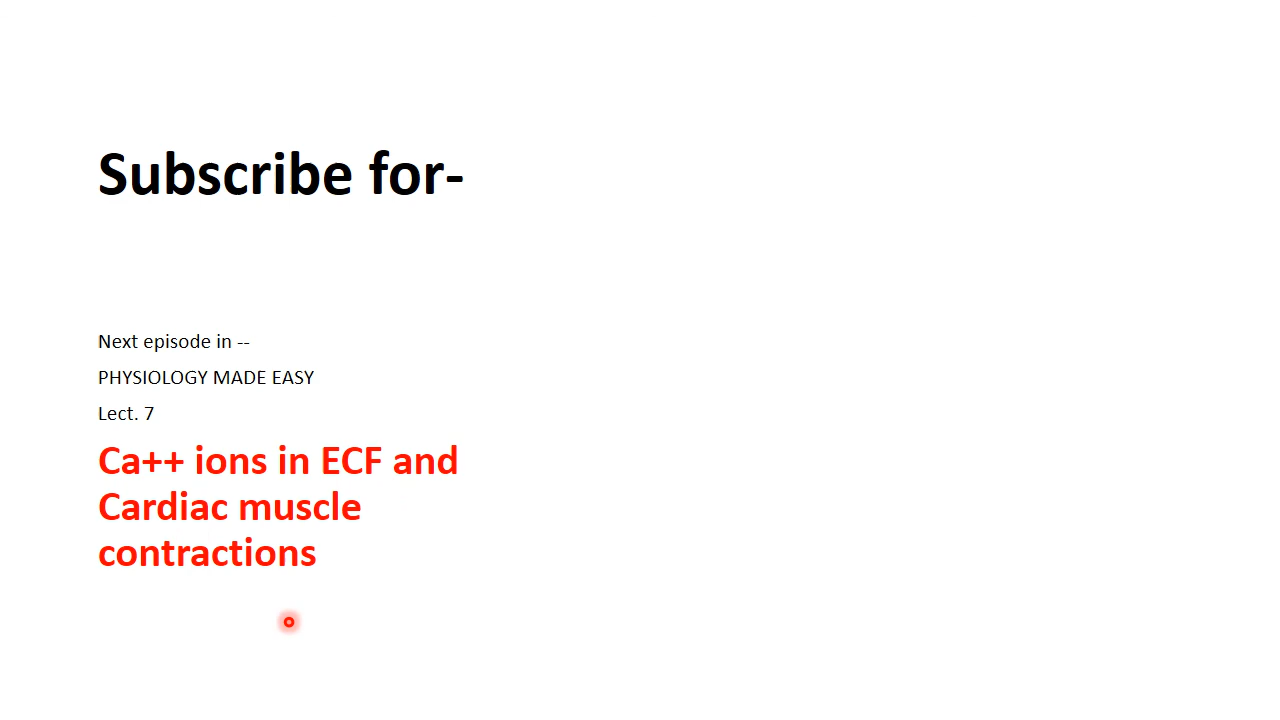 Subscribe for-
Next episode in --
PHYSIOLOGY MADE EASY
Lect. 7
Ca++ ions in ECF and
Cardiac muscle
contractions